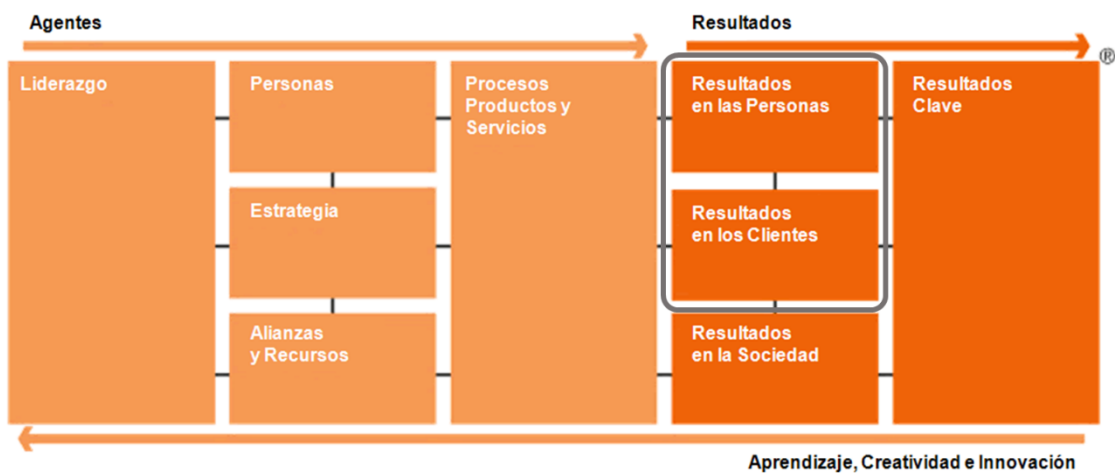 Agentes
Resultados
®
Liderazgo
Personas
Procesos
Productos y
Servicios
Resultados
en las Personas
Resultados
Clave
Estrategia
Resultados
en los Clientes
Alianzas
y Recursos
Resultados
en la Sociedad
Aprendizaje, Creatividad e Innovación